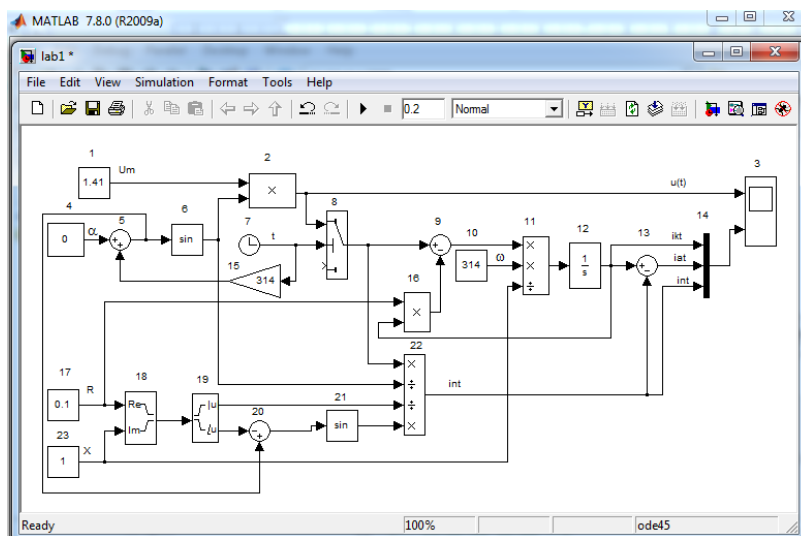 MATLAB 7.8.0 (R2009a)
lab1 *
File Edit View Simulation Format Tools Help
0.2 Normal
1
Um
1.41
2
×
3
u(t)
4
0
α
5
6
sin
7
t
8
9
10
314
ω
11
×
×
÷
12
1
s
13
14
ikt
iat
int
15
314
16
×
17
0.1
R
18
Re
Im
19
|u|
∠u
20
21
sin
22
×
÷
÷
×
int
23
1
X
Ready 100% ode45